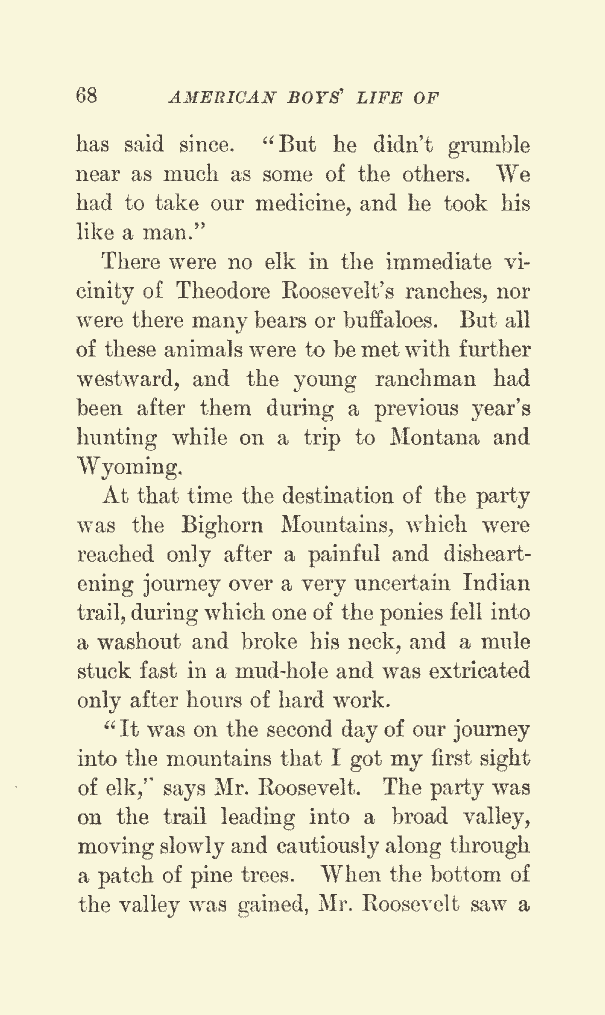 68 AMERICAN BOYS' LIFE OF
has said since. "But he didn't grumble
near as much as some of the others. We
had to take our medicine, and he took his
like a man."
There were no elk in the immediate vi-
cinity of Theodore Roosevelt's ranches, nor
were there many bears or buffaloes. But all
of these animals were to be met with further
westward, and the young ranchman had
been after them during a previous year's
hunting while on a trip to Montana and
Wyoming.
At that time the destination of the party
was the Bighorn Mountains, which were
reached only after a painful and disheart-
ening journey over a very uncertain Indian
trail, during which one of the ponies fell into
a washout and broke his neck, and a mule
stuck fast in a mud-hole and was extricated
only after hours of hard work.
"It was on the second day of our journey
into the mountains that I got my first sight
of elk," says Mr. Roosevelt. The party was
on the trail leading into a broad valley,
moving slowly and cautiously along through
a patch of pine trees. When the bottom of
the valley was gained, Mr. Roosevelt saw a